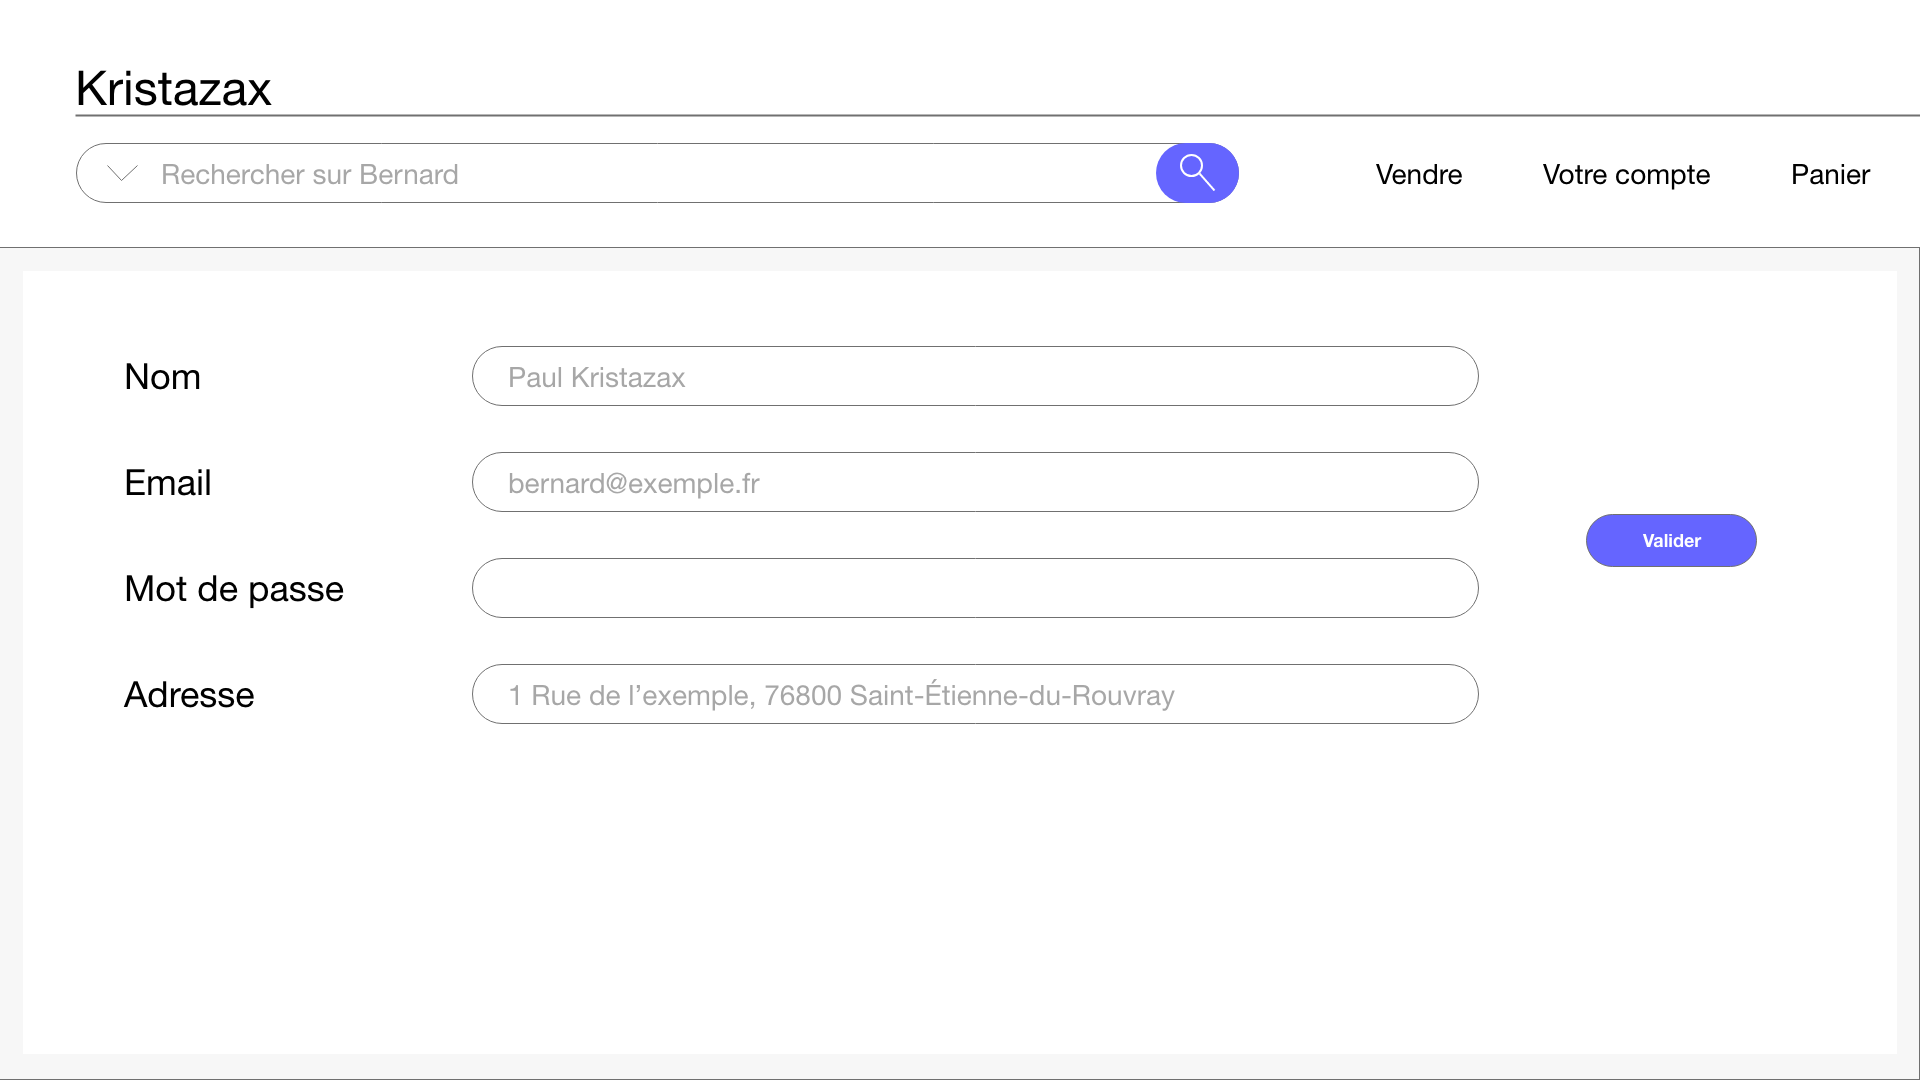 Kristazax
Rechercher sur Bernard
Vendre
Votre compte
Panier
Nom
Paul Kristazax
Email
bernard@exemple.fr
Valider
Mot de passe
Adresse
1 Rue de l’exemple, 76800 Saint-Étienne-du-Rouvray